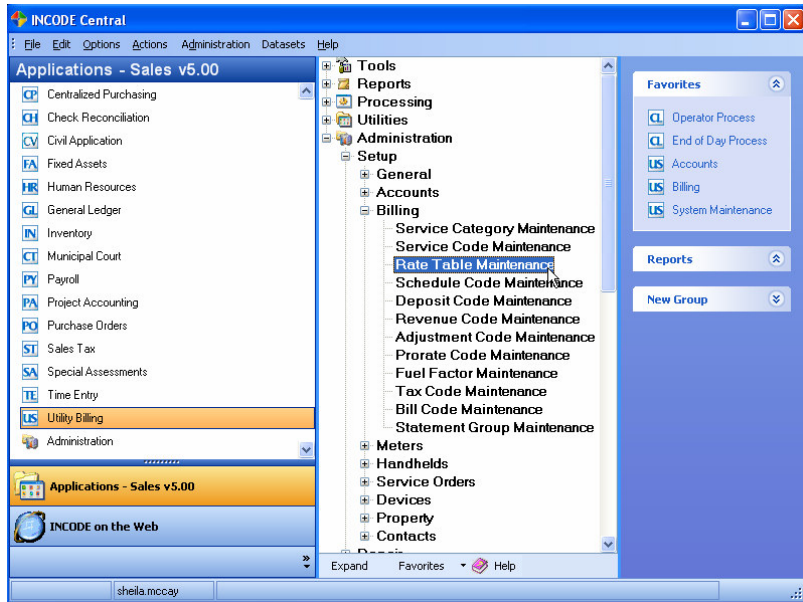 INCODE Central
File Edit Options Actions Administration Datasets Help
Applications - Sales v5.00
CP Centralized Purchasing
CH Check Reconciliation
CV Civil Application
FA Fixed Assets
HR Human Resources
GL General Ledger
IN Inventory
CT Municipal Court
PY Payroll
PA Project Accounting
PO Purchase Orders
ST Sales Tax
SA Special Assessments
TE Time Entry
US Utility Billing
Administration
Applications - Sales v5.00
INCODE on the Web
Tools
Reports
Processing
Utilities
Administration
Setup
General
Accounts
Billing
Service Category Maintenance
Service Code Maintenance
Rate Table Maintenance
Schedule Code Maintenance
Deposit Code Maintenance
Revenue Code Maintenance
Adjustment Code Maintenance
Prorate Code Maintenance
Fuel Factor Maintenance
Tax Code Maintenance
Bill Code Maintenance
Statement Group Maintenance
Meters
Handhelds
Service Orders
Devices
Property
Contacts
Expand Favorites Help
Favorites
CL Operator Process
CL End of Day Process
US Accounts
US Billing
US System Maintenance
Reports
New Group
sheila.mccay